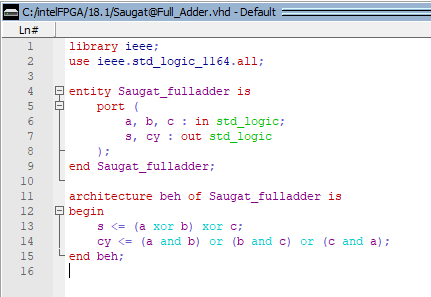 C:/intelFPGA/18.1/Saugat@Full_Adder.vhd - Default
Ln#
1 library ieee;
2 use ieee.std_logic_1164.all;
3
4 entity Saugat_fulladder is
5 port (
6 a, b, c : in std_logic;
7 s, cy : out std_logic
8 );
9 end Saugat_fulladder;
10
11 architecture beh of Saugat_fulladder is
12 begin
13 s <= (a xor b) xor c;
14 cy <= (a and b) or (b and c) or (c and a);
15 end beh;
16